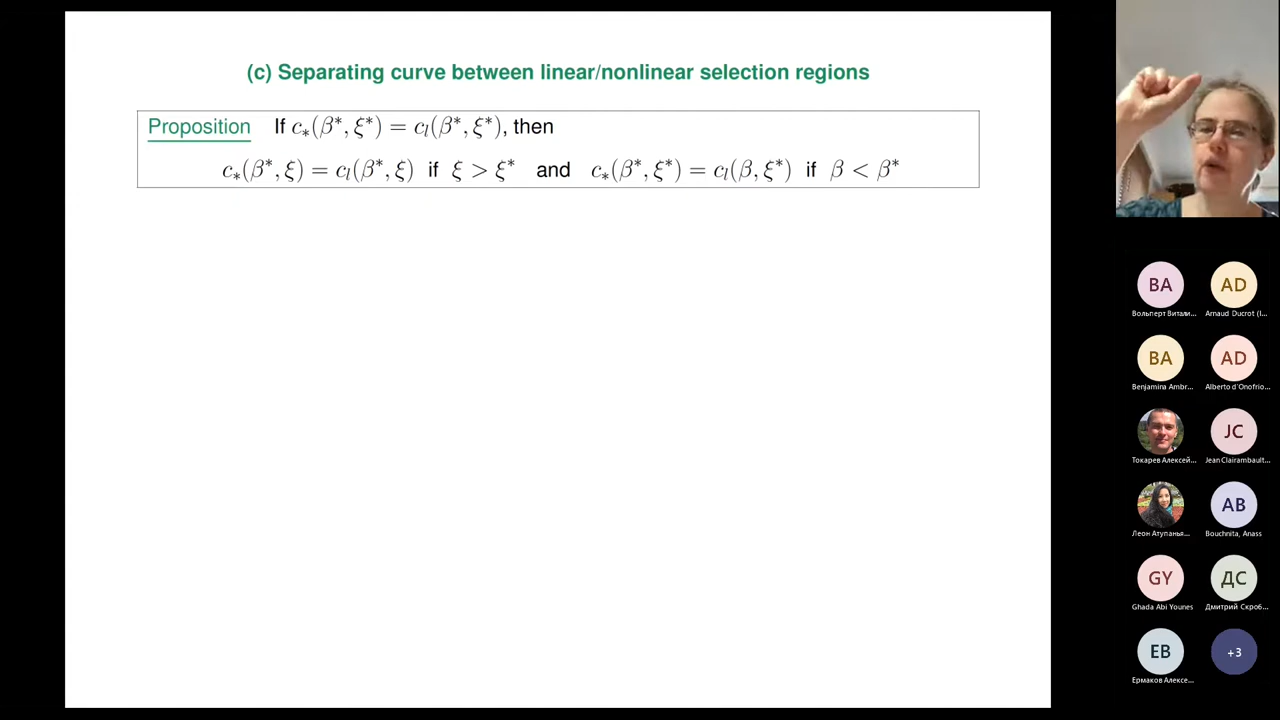 (c) Separating curve between linear/nonlinear selection regions
Proposition If c_*(β*, ξ*) = c_l(β*, ξ*), then
c_*(β*, ξ) = c_l(β*, ξ) if ξ > ξ* and c_*(β*, ξ*) = c_l(β, ξ*) if β < β*
BA AD
Вольперт Витали... Arnaud Ducrot (I...
BA AD
Benjamina Ambr... Alberto d'Onofrio...
JC
Токарев Алексей... Jean Clairambault...
AB
Леон Атупанья... Bouchnita, Anass
GY ДС
Ghada Abi Younes Дмитрий Скроб...
EB +3
Ермаков Алексе...